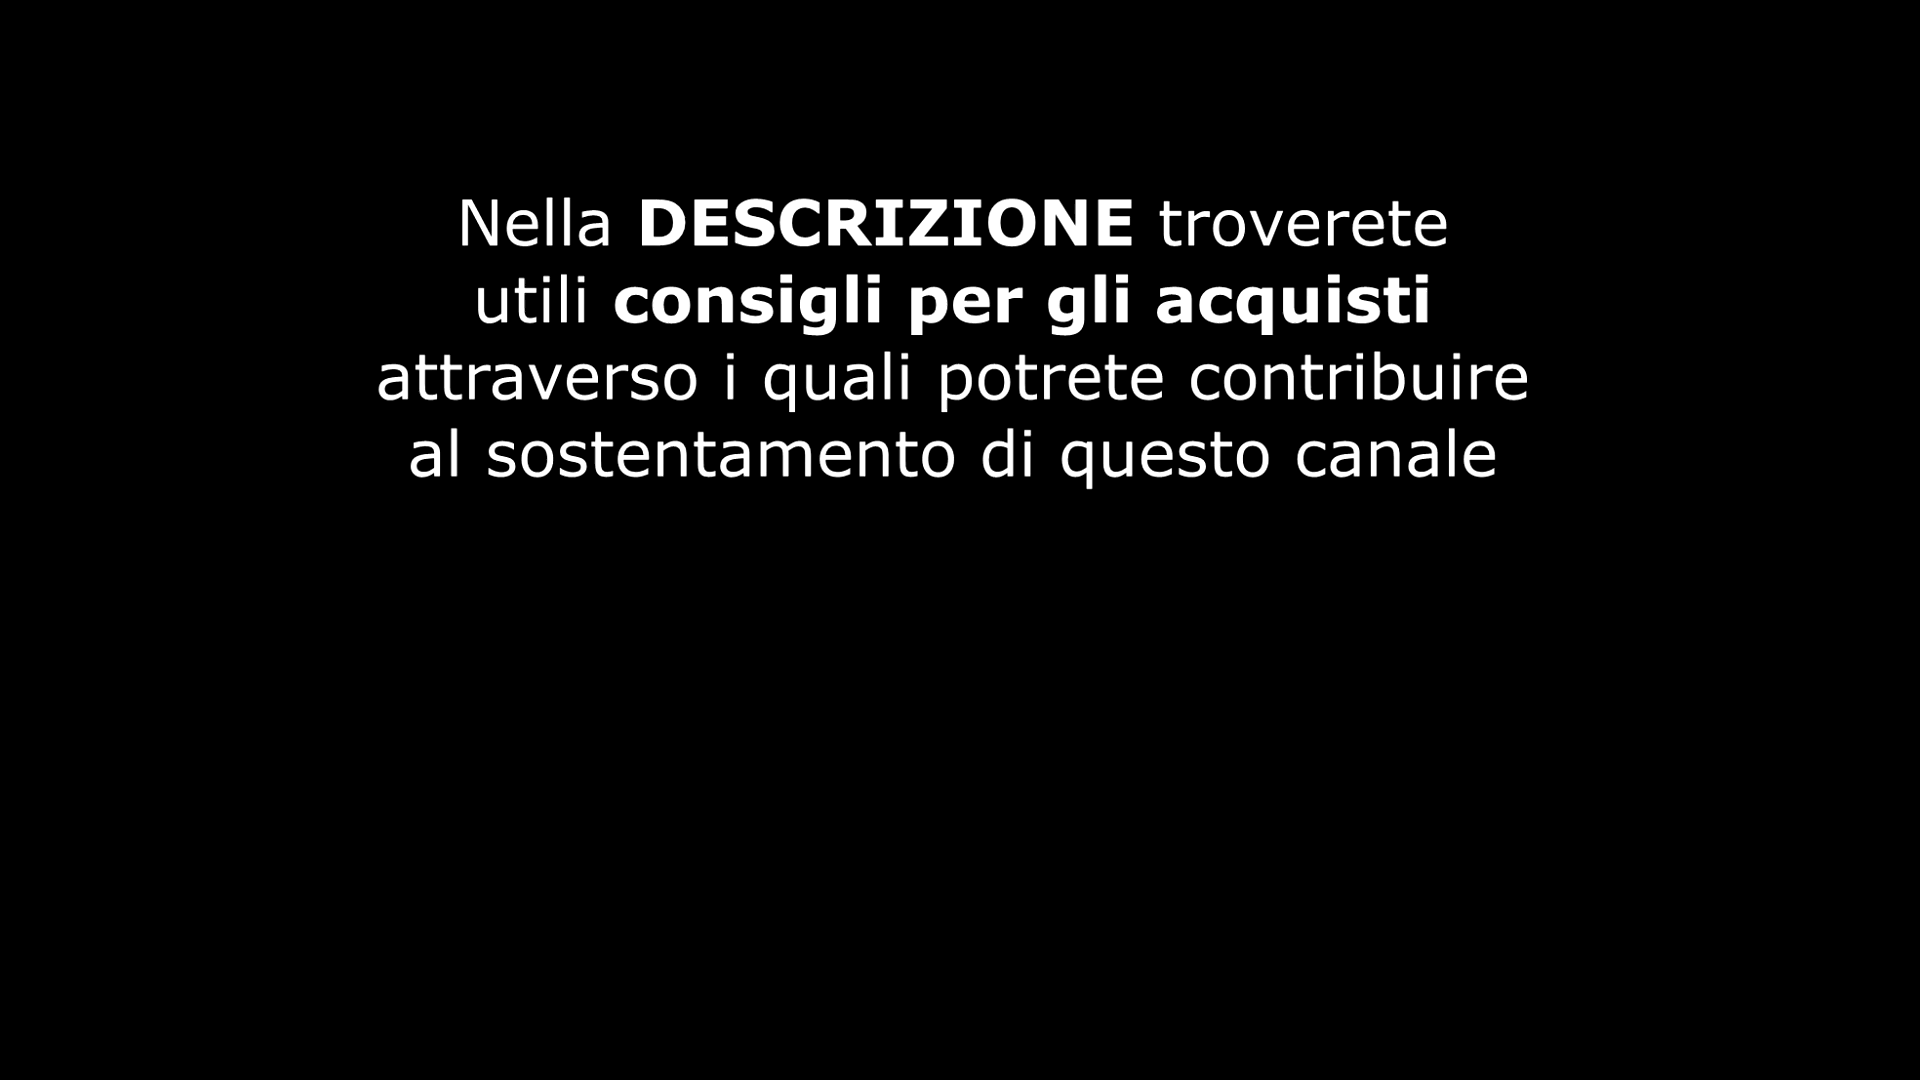 Nella DESCRIZIONE troverete
utili consigli per gli acquisti
attraverso i quali potrete contribuire
al sostentamento di questo canale